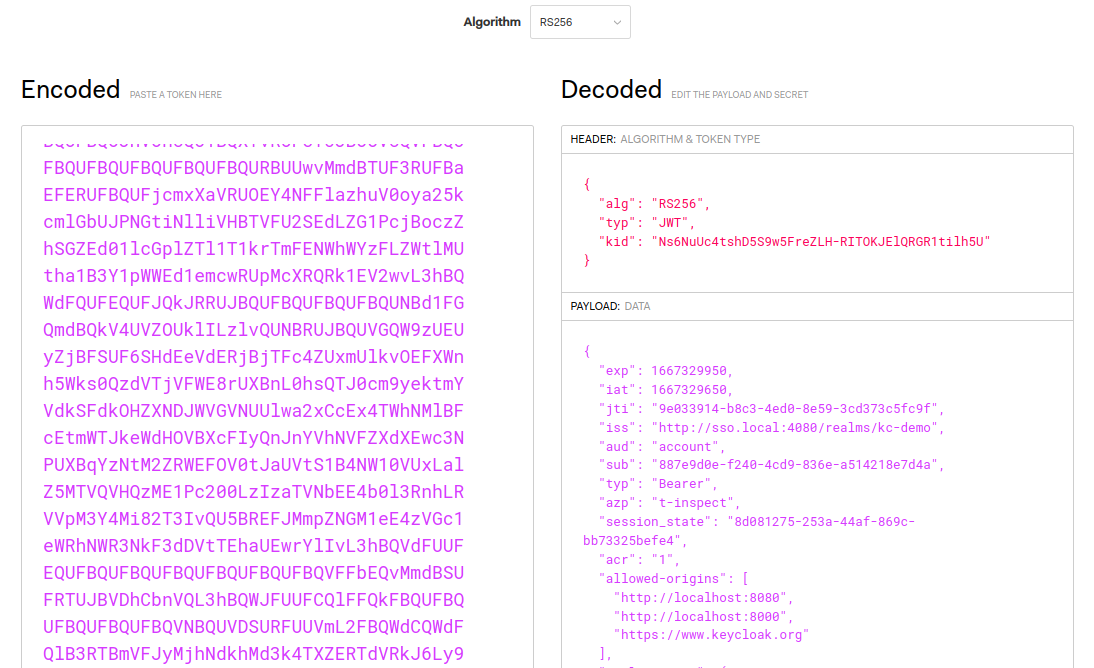 Algorithm RS256
Encoded PASTE A TOKEN HERE
FBQUFBQUFBQUFBQUFBQURBUUwvMmdBTUF3RUFBa
EFERUFBQUFjcmxXaVRUOEY4NFFlazhuV0oya25k
cmlGbUJPNGtiNlliVHBTVFU2SEdLZG1PcjBoczZ
hSGZEd01lcGplZTl1T1krTmFENWhWYzFLZWtlMU
tha1B3Y1pWWEd1emcwRUpMcXRQRk1EV2wvL3hBQ
WdFQUFEQUFJQkJRRUJBQUFBQUFBQUFBQUNBd1FG
QmdBQkV4UVZOUklILzlvQUNBRUJBQUVGQW9zUEU
yZjBFSUF6SHdEeVdERjBjTFc4ZUxmUlkvOEFXWn
h5Wks0QzdVTjVFWE8rUXBnL0hsQTJ0cm9yektmY
VdkSFdkOHZXNDJWVGVNUUlwa2xCcEx4TWhNMlBF
cEtmWTJkeWdHOVBXcFIyQnJnYVhNVFZXdXEwc3N
PUXBqYzNtM2ZRWEFOV0tJaUVtS1B4NW10VUxLal
Z5MTVQVHQzME1Pc200LzIzaTVNbEE4b0l3RnhLR
VVpM3Y4Mi82T3IvQU5BREFJMmpZNGM1eE4zVGc1
eWRhNWR3NkF3dDVtTEhaUEwrYlIvL3hBQVdFUUF
EQUFBQUFBQUFBQUFBQUFBQUFBQVFFbEQvMmdBSU
FRTUJBVDhCbnVQL3hBQWJFUUFCQlFFQkFBQUFBQ
UFBQUFBQUFBQVNBQUVDSURFUUVmL2FBQWdCQWdF
QlB3RTBmVFJyMjhNdkhMd3k4TXZERTdVRkJ6Ly9
Decoded EDIT THE PAYLOAD AND SECRET
HEADER: ALGORITHM & TOKEN TYPE
{
"alg": "RS256",
"typ": "JWT",
"kid": "Ns6NuUc4tshD5S9w5FreZLH-RITOKJElQRGR1tilh5U"
}
PAYLOAD: DATA
{
"exp": 1667329950,
"iat": 1667329650,
"jti": "9e033914-b8c3-4ed0-8e59-3cd373c5fc9f",
"iss": "http://sso.local:4080/realms/kc-demo",
"aud": "account",
"sub": "887e9d0e-f240-4cd9-836e-a514218e7d4a",
"typ": "Bearer",
"azp": "t-inspect",
"session_state": "8d081275-253a-44af-869c-
bb73325befe4",
"acr": "1",
"allowed-origins": [
"http://localhost:8080",
"http://localhost:8000",
"https://www.keycloak.org"
],